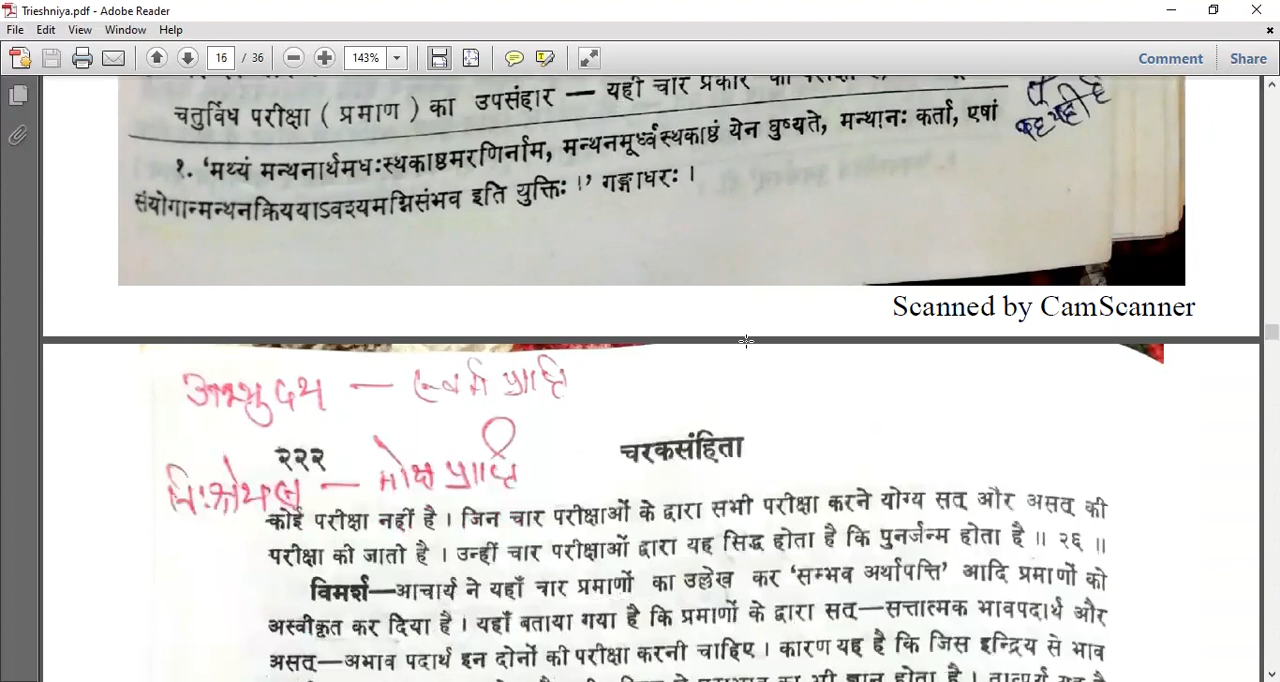 Trieshniya.pdf - Adobe Reader
File Edit View Window Help
16 / 36 143% Comment Share
चतुर्विध परीक्षा ( प्रमाण ) का उपसंहार — यही चार प्रकार
१. 'मथ्यं मन्थनार्थमधःस्थकाष्ठमरणिर्नाम, मन्थनमूर्ध्वस्थकाष्ठं येन घुष्यते, मन्थानः कर्ता, एषां
संयोगान्मन्थनक्रिययाऽवश्यमग्निसंभव इति युक्तिः ।' गङ्गाधरः ।
Scanned by CamScanner
अभ्युदय — स्वर्ग प्राप्ति
२२२ चरकसंहिता
निःश्रेयस — मोक्ष प्राप्ति
कोई परीक्षा नहीं है । जिन चार परीक्षाओं के द्वारा सभी परीक्षा करने योग्य सत् और असत् की
परीक्षा की जाती है । उन्हीं चार परीक्षाओं द्वारा यह सिद्ध होता है कि पुनर्जन्म होता है ॥ २६ ॥
विमर्श—आचार्य ने यहाँ चार प्रमाणों का उल्लेख कर 'सम्भव अर्थापत्ति' आदि प्रमाणों को
अस्वीकृत कर दिया है । यहाँ बताया गया है कि प्रमाणों के द्वारा सत्—सत्तात्मक भावपदार्थ और
असत्—अभाव पदार्थ इन दोनों की परीक्षा करनी चाहिए । कारण यह है कि जिस इन्द्रिय से भाव